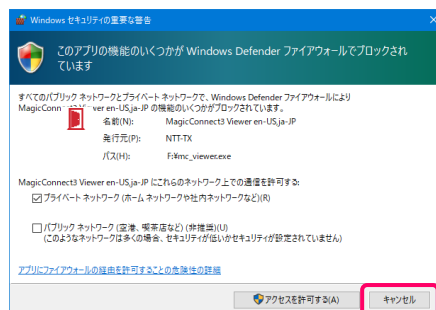 Windows セキュリティの重要な警告
このアプリの機能のいくつかが Windows Defender ファイアウォールでブロックされ
ています
すべてのパブリック ネットワークとプライベート ネットワークで、Windows Defender ファイアウォールにより
MagicConnect3 Viewer en-US,ja-JP の機能のいくつかがブロックされています。
名前(N): MagicConnect3 Viewer en-US,ja-JP
発行元(P): NTT-TX
パス(H): F:¥mc_viewer.exe
MagicConnect3 Viewer en-US,ja-JP にこれらのネットワーク上での通信を許可する:
プライベート ネットワーク (ホーム ネットワークや社内ネットワークなど)(R)
パブリック ネットワーク (空港、喫茶店など) (非推奨)(U)
(このようなネットワークは多くの場合、セキュリティが低いかセキュリティが設定されていません)
アプリにファイアウォールの経由を許可することの危険性の詳細
アクセスを許可する(A) キャンセル